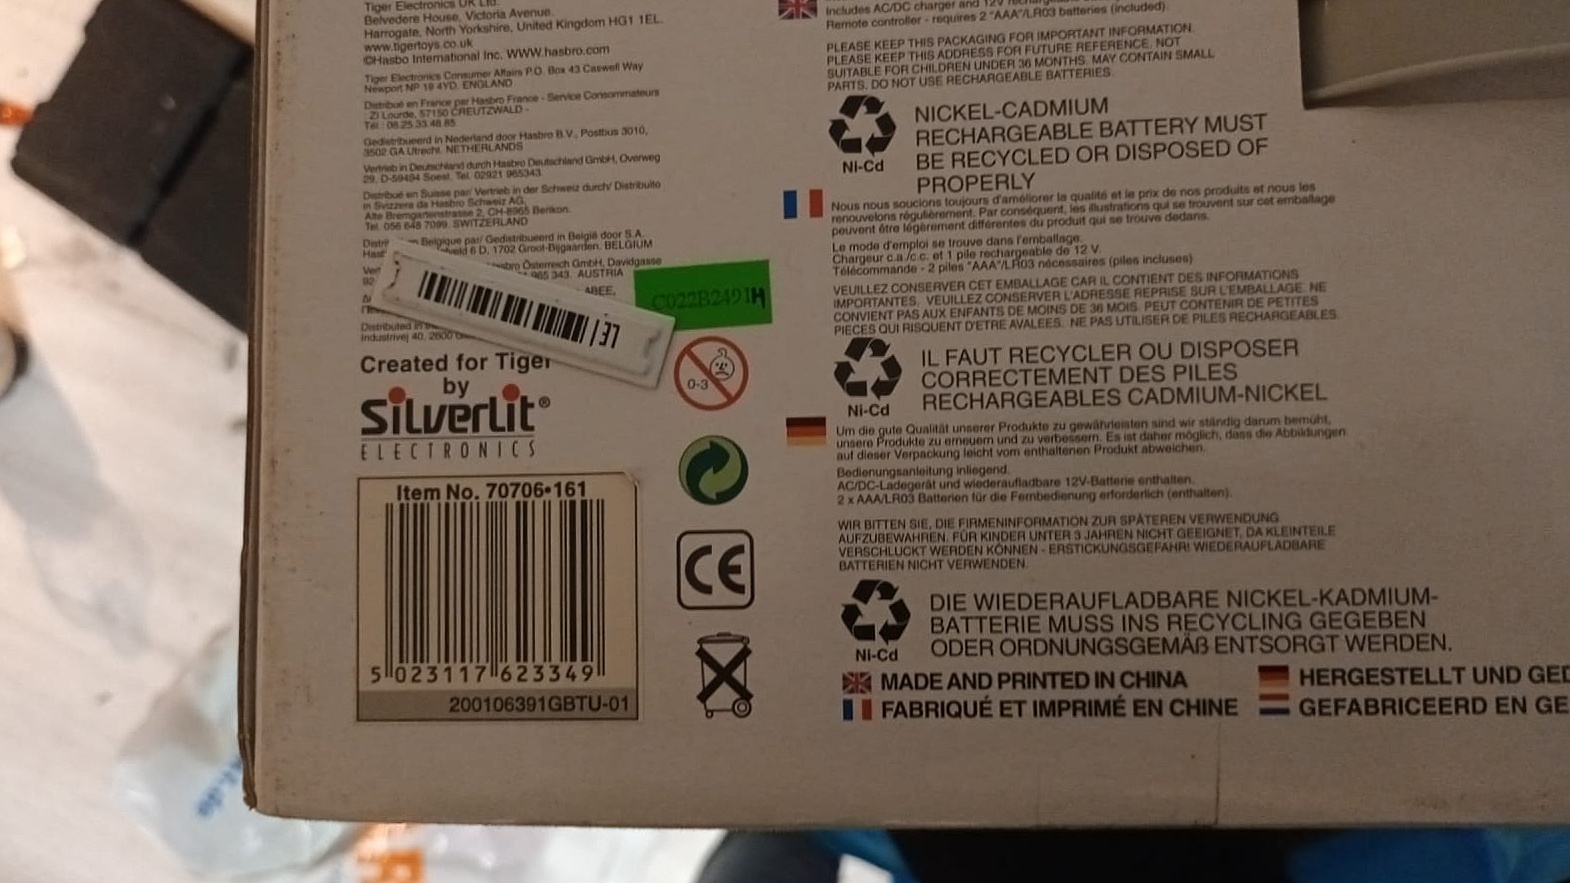 Tiger Electronics UK Ltd.
Belvedere House, Victoria Avenue.
Harrogate, North Yorkshire, United Kingdom HG1 1EL.
www.tigertoys.co.uk
©Hasbo International Inc. WWW.hasbro.com
Tiger Electronics Consumer Affairs P.O. Box 43 Caswell Way
Newport NP 19 4YD. ENGLAND
Distribué en France par Hasbro France - Service Consommateurs
: ZI Lourde, 57150 CREUTZWALD -
Tél : 08.25.33.48.85
Gedistribueerd in Nederland door Hasbro B.V., Postbus 3010,
3502 GA Utrecht. NETHERLANDS
Vertrieb in Deutschland durch Hasbro Deutschland GmbH, Overweg
29, D-59494 Soest. Tel. 02921 965343
Distribué en Suisse par/ Vertrieb in der Schweiz durch/ Distribuito
in Svizzera da Hasbro Schweiz AG,
Alte Bremgartenstrasse 2, CH-8965 Berikon.
Tel. 056 648 7099. SWITZERLAND
Belgique par/ Gedistribueerd in België door S.A.
6 D, 1702 Groot-Bijgaarden. BELGIUM
Österreich GmbH, Davidgasse
965 343. AUSTRIA
ABEE,
Distributed in
Industrivej 40, 2600
137
C022B2491H
Created for Tiger
by
Silverlit®
ELECTRONICS
0-3
Item No. 70706•161
5 023117 623349
200106391GBTU-01
CE
Includes AC/DC charger and 12V
Remote controller - requires 2 "AAA"/LR03 batteries (included)
PLEASE KEEP THIS PACKAGING FOR IMPORTANT INFORMATION.
PLEASE KEEP THIS ADDRESS FOR FUTURE REFERENCE. NOT
SUITABLE FOR CHILDREN UNDER 36 MONTHS. MAY CONTAIN SMALL
PARTS. DO NOT USE RECHARGEABLE BATTERIES.
Ni-Cd
NICKEL-CADMIUM
RECHARGEABLE BATTERY MUST
BE RECYCLED OR DISPOSED OF
PROPERLY
Nous nous soucions toujours d'améliorer la qualité et le prix de nos produits et nous les
renouvelons régulièrement. Par conséquent, les illustrations qui se trouvent sur cet emballage
peuvent être légèrement différentes du produit qui se trouve dedans.
Le mode d'emploi se trouve dans l'emballage.
Chargeur c.a./c.c. et 1 pile rechargeable de 12 V.
Télécommande - 2 piles "AAA"/LR03 nécessaires (piles incluses)
VEUILLEZ CONSERVER CET EMBALLAGE CAR IL CONTIENT DES INFORMATIONS
IMPORTANTES. VEUILLEZ CONSERVER L'ADRESSE REPRISE SUR L'EMBALLAGE. NE
CONVIENT PAS AUX ENFANTS DE MOINS DE 36 MOIS. PEUT CONTENIR DE PETITES
PIECES QUI RISQUENT D'ETRE AVALEES. NE PAS UTILISER DE PILES RECHARGEABLES.
Ni-Cd
IL FAUT RECYCLER OU DISPOSER
CORRECTEMENT DES PILES
RECHARGEABLES CADMIUM-NICKEL
Um die gute Qualität unserer Produkte zu gewährleisten sind wir ständig darum bemüht,
unsere Produkte zu erneuern und zu verbessern. Es ist daher möglich, dass die Abbildungen
auf dieser Verpackung leicht vom enthaltenen Produkt abweichen.
Bedienungsanleitung inliegend.
AC/DC-Ladegerät und wiederaufladbare 12V-Batterie enthalten.
2 x AAA/LR03 Batterien für die Fernbedienung erforderlich (enthalten).
WIR BITTEN SIE, DIE FIRMENINFORMATION ZUR SPÄTEREN VERWENDUNG
AUFZUBEWAHREN. FÜR KINDER UNTER 3 JAHREN NICHT GEEIGNET, DA KLEINTEILE
VERSCHLUCKT WERDEN KÖNNEN - ERSTICKUNGSGEFAHR! WIEDERAUFLADBARE
BATTERIEN NICHT VERWENDEN.
Ni-Cd
DIE WIEDERAUFLADBARE NICKEL-KADMIUM-
BATTERIE MUSS INS RECYCLING GEGEBEN
ODER ORDNUNGSGEMÄß ENTSORGT WERDEN.
MADE AND PRINTED IN CHINA
FABRIQUÉ ET IMPRIMÉ EN CHINE
HERGESTELLT UND GED
GEFABRICEERD EN GE